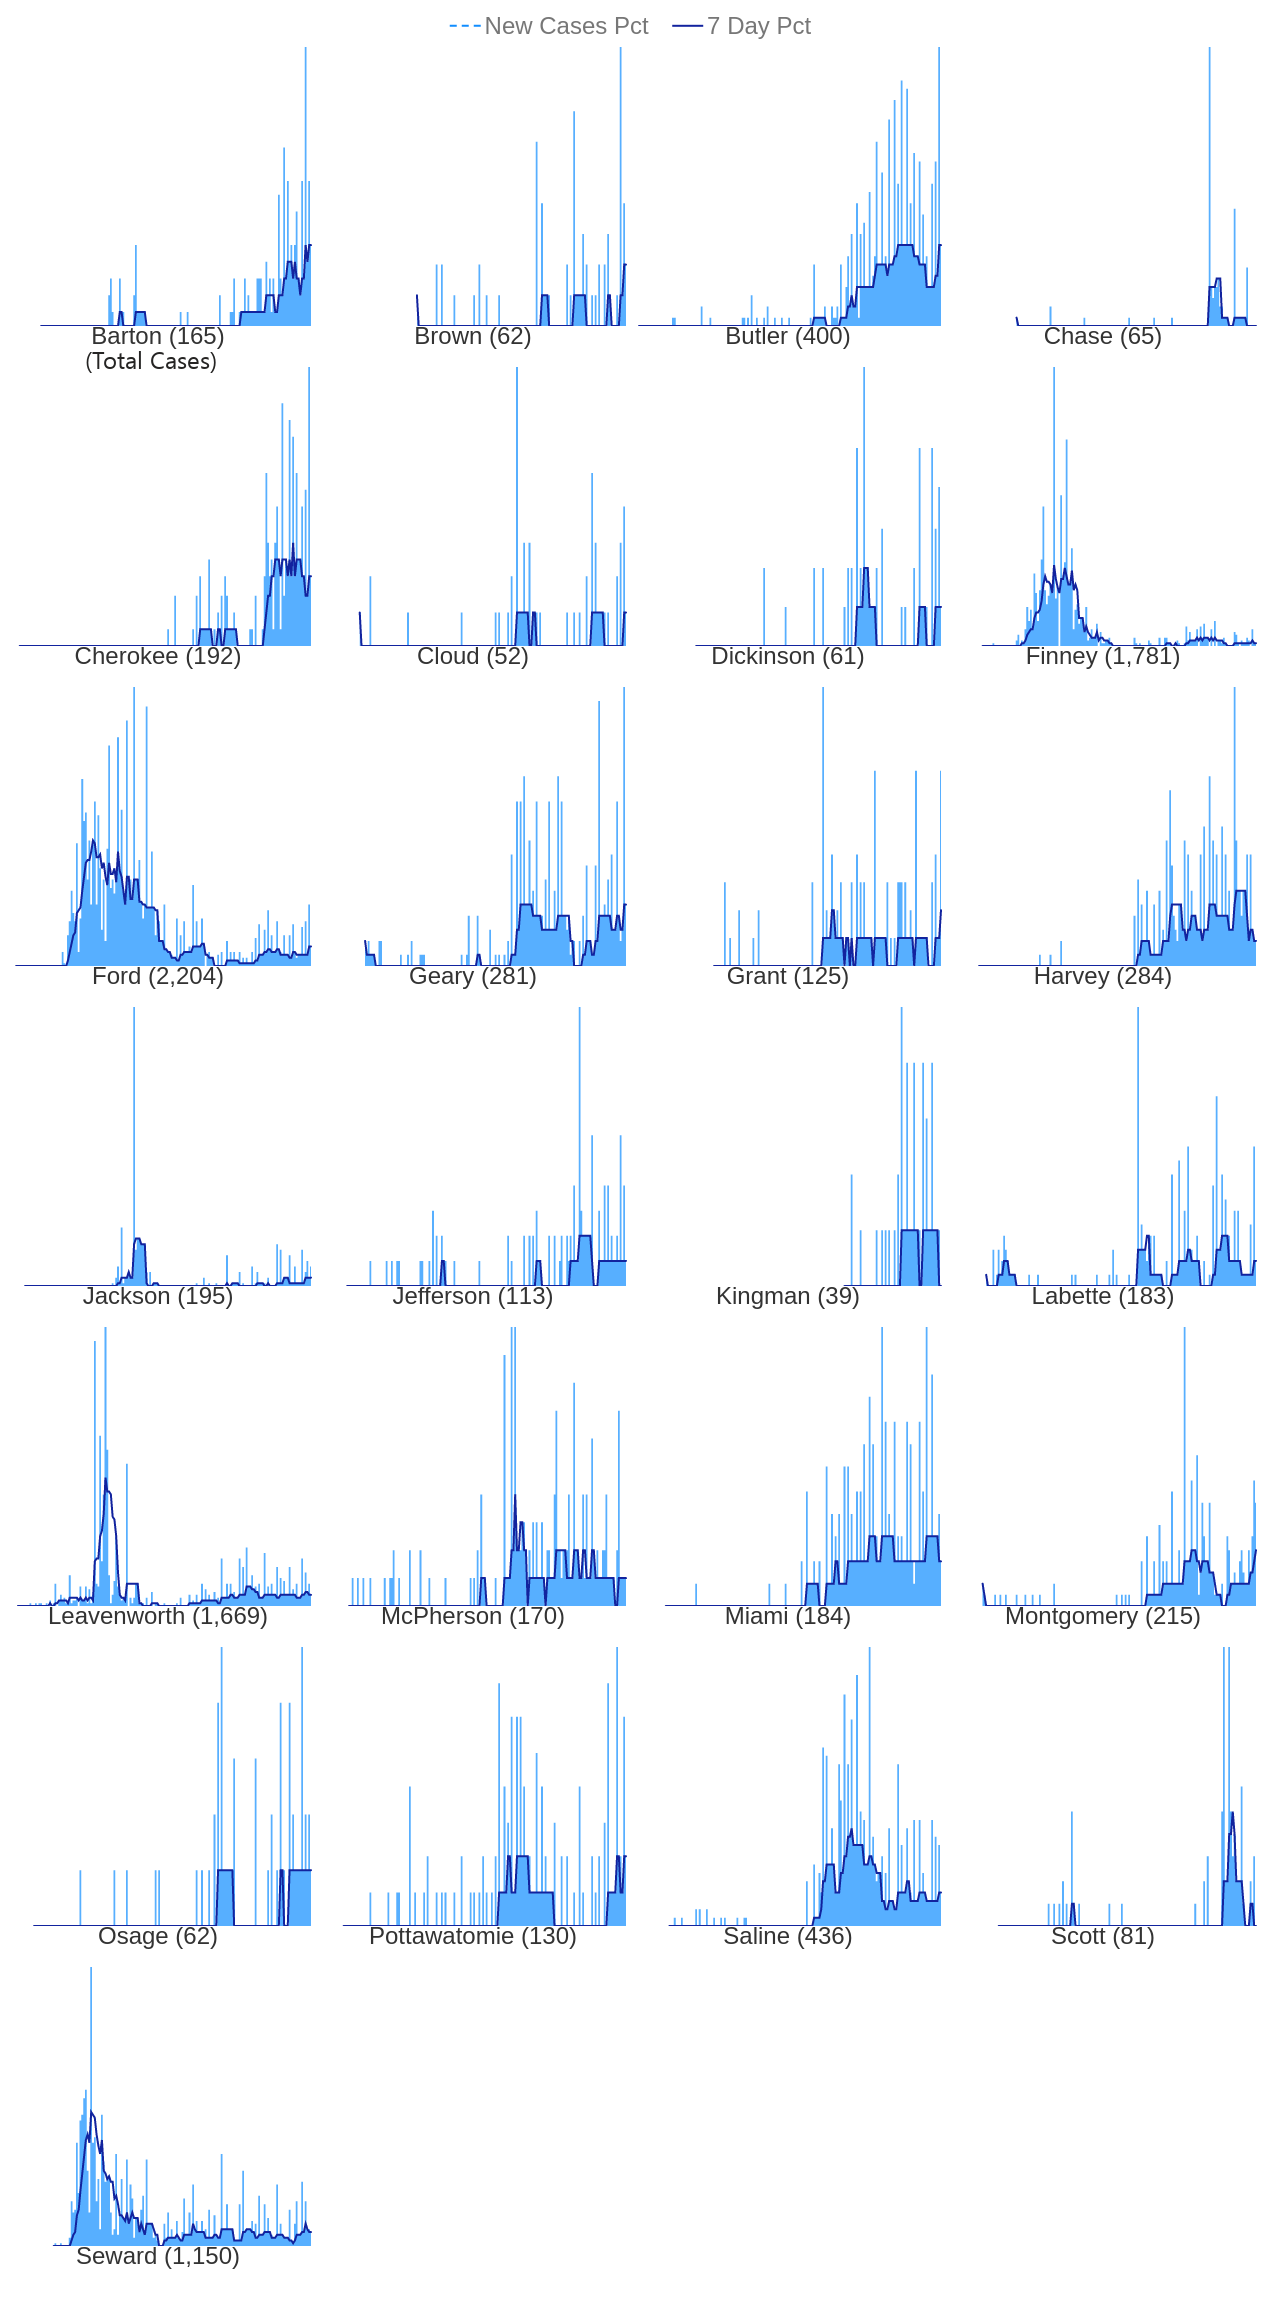 New Cases Pct 7 Day Pct
Barton (165) Brown (62) Butler (400) Chase (65)
(Total Cases)
Cherokee (192) Cloud (52) Dickinson (61) Finney (1,781)
Ford (2,204) Geary (281) Grant (125) Harvey (284)
Jackson (195) Jefferson (113) Kingman (39) Labette (183)
Leavenworth (1,669) McPherson (170) Miami (184) Montgomery (215)
Osage (62) Pottawatomie (130) Saline (436) Scott (81)
Seward (1,150)